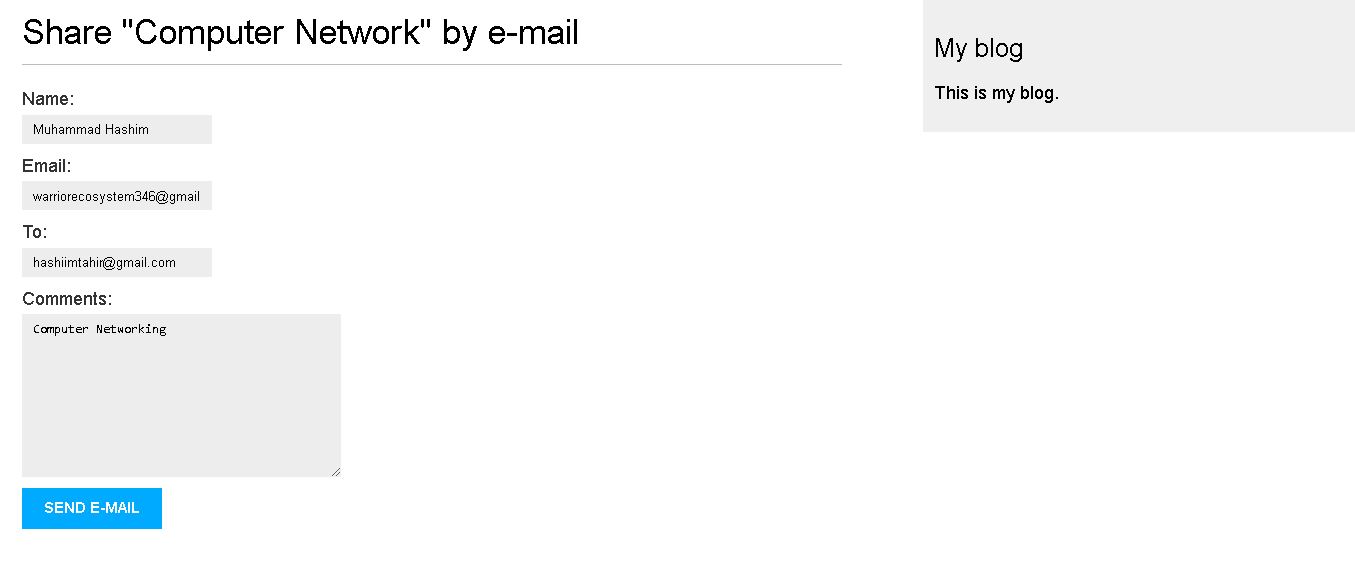 Share "Computer Network" by e-mail
Name:
Muhammad Hashim
Email:
warriorecosystem346@gmail
To:
hashiimtahir@gmail.com
Comments:
Computer Networking
SEND E-MAIL
My blog
This is my blog.